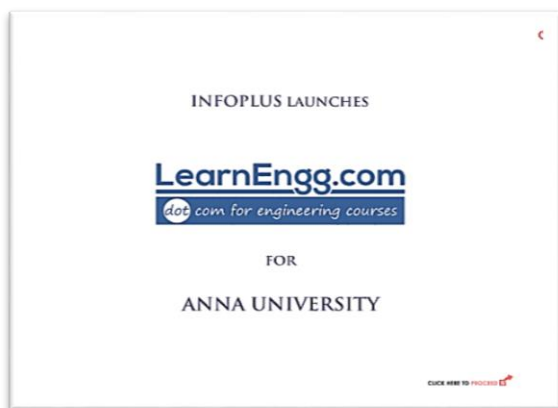 INFOPLUS LAUNCHES
LearnEngg.com
dot com for engineering courses
FOR
ANNA UNIVERSITY
CLICK HERE TO PROCEED